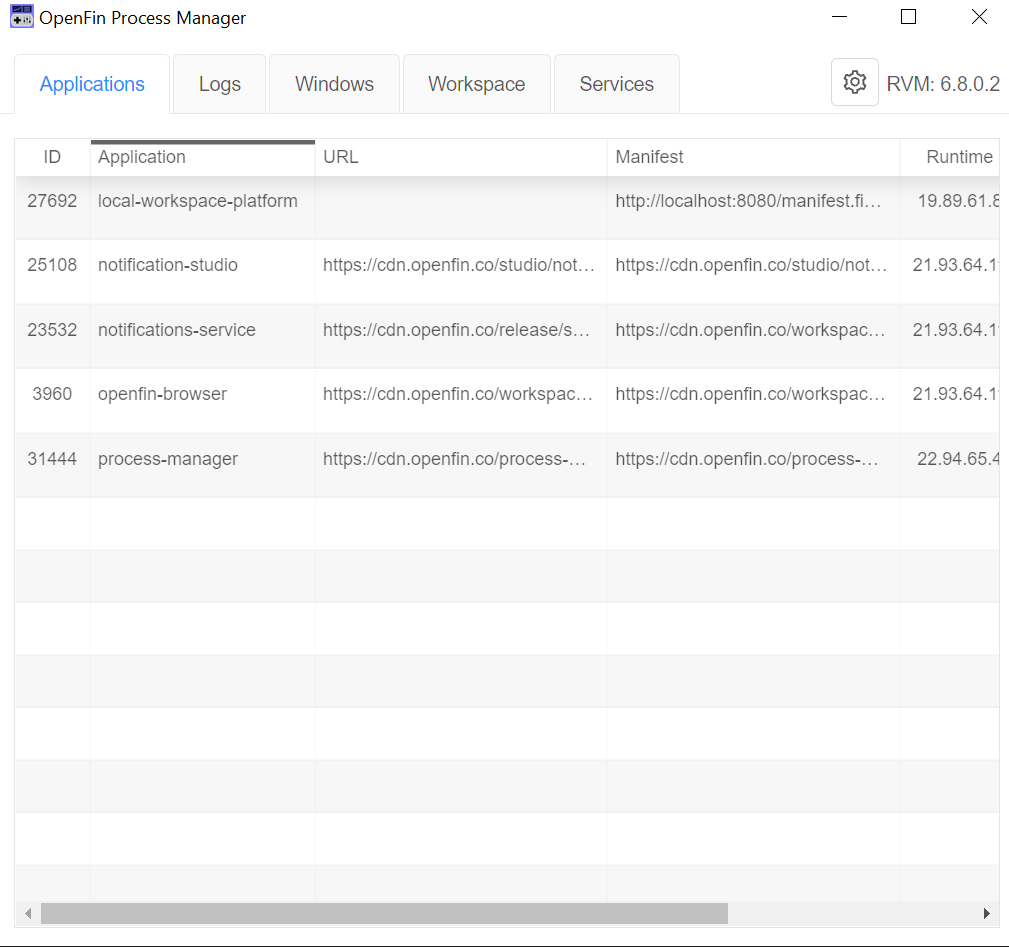 OpenFin Process Manager
Applications Logs Windows Workspace Services RVM: 6.8.0.2
ID Application URL Manifest Runtime
27692 local-workspace-platform http://localhost:8080/manifest.fi… 19.89.61.8
25108 notification-studio https://cdn.openfin.co/studio/not… https://cdn.openfin.co/studio/not… 21.93.64.1
23532 notifications-service https://cdn.openfin.co/release/s… https://cdn.openfin.co/workspac… 21.93.64.1
3960 openfin-browser https://cdn.openfin.co/workspac… https://cdn.openfin.co/workspac… 21.93.64.1
31444 process-manager https://cdn.openfin.co/process-… https://cdn.openfin.co/process-… 22.94.65.4